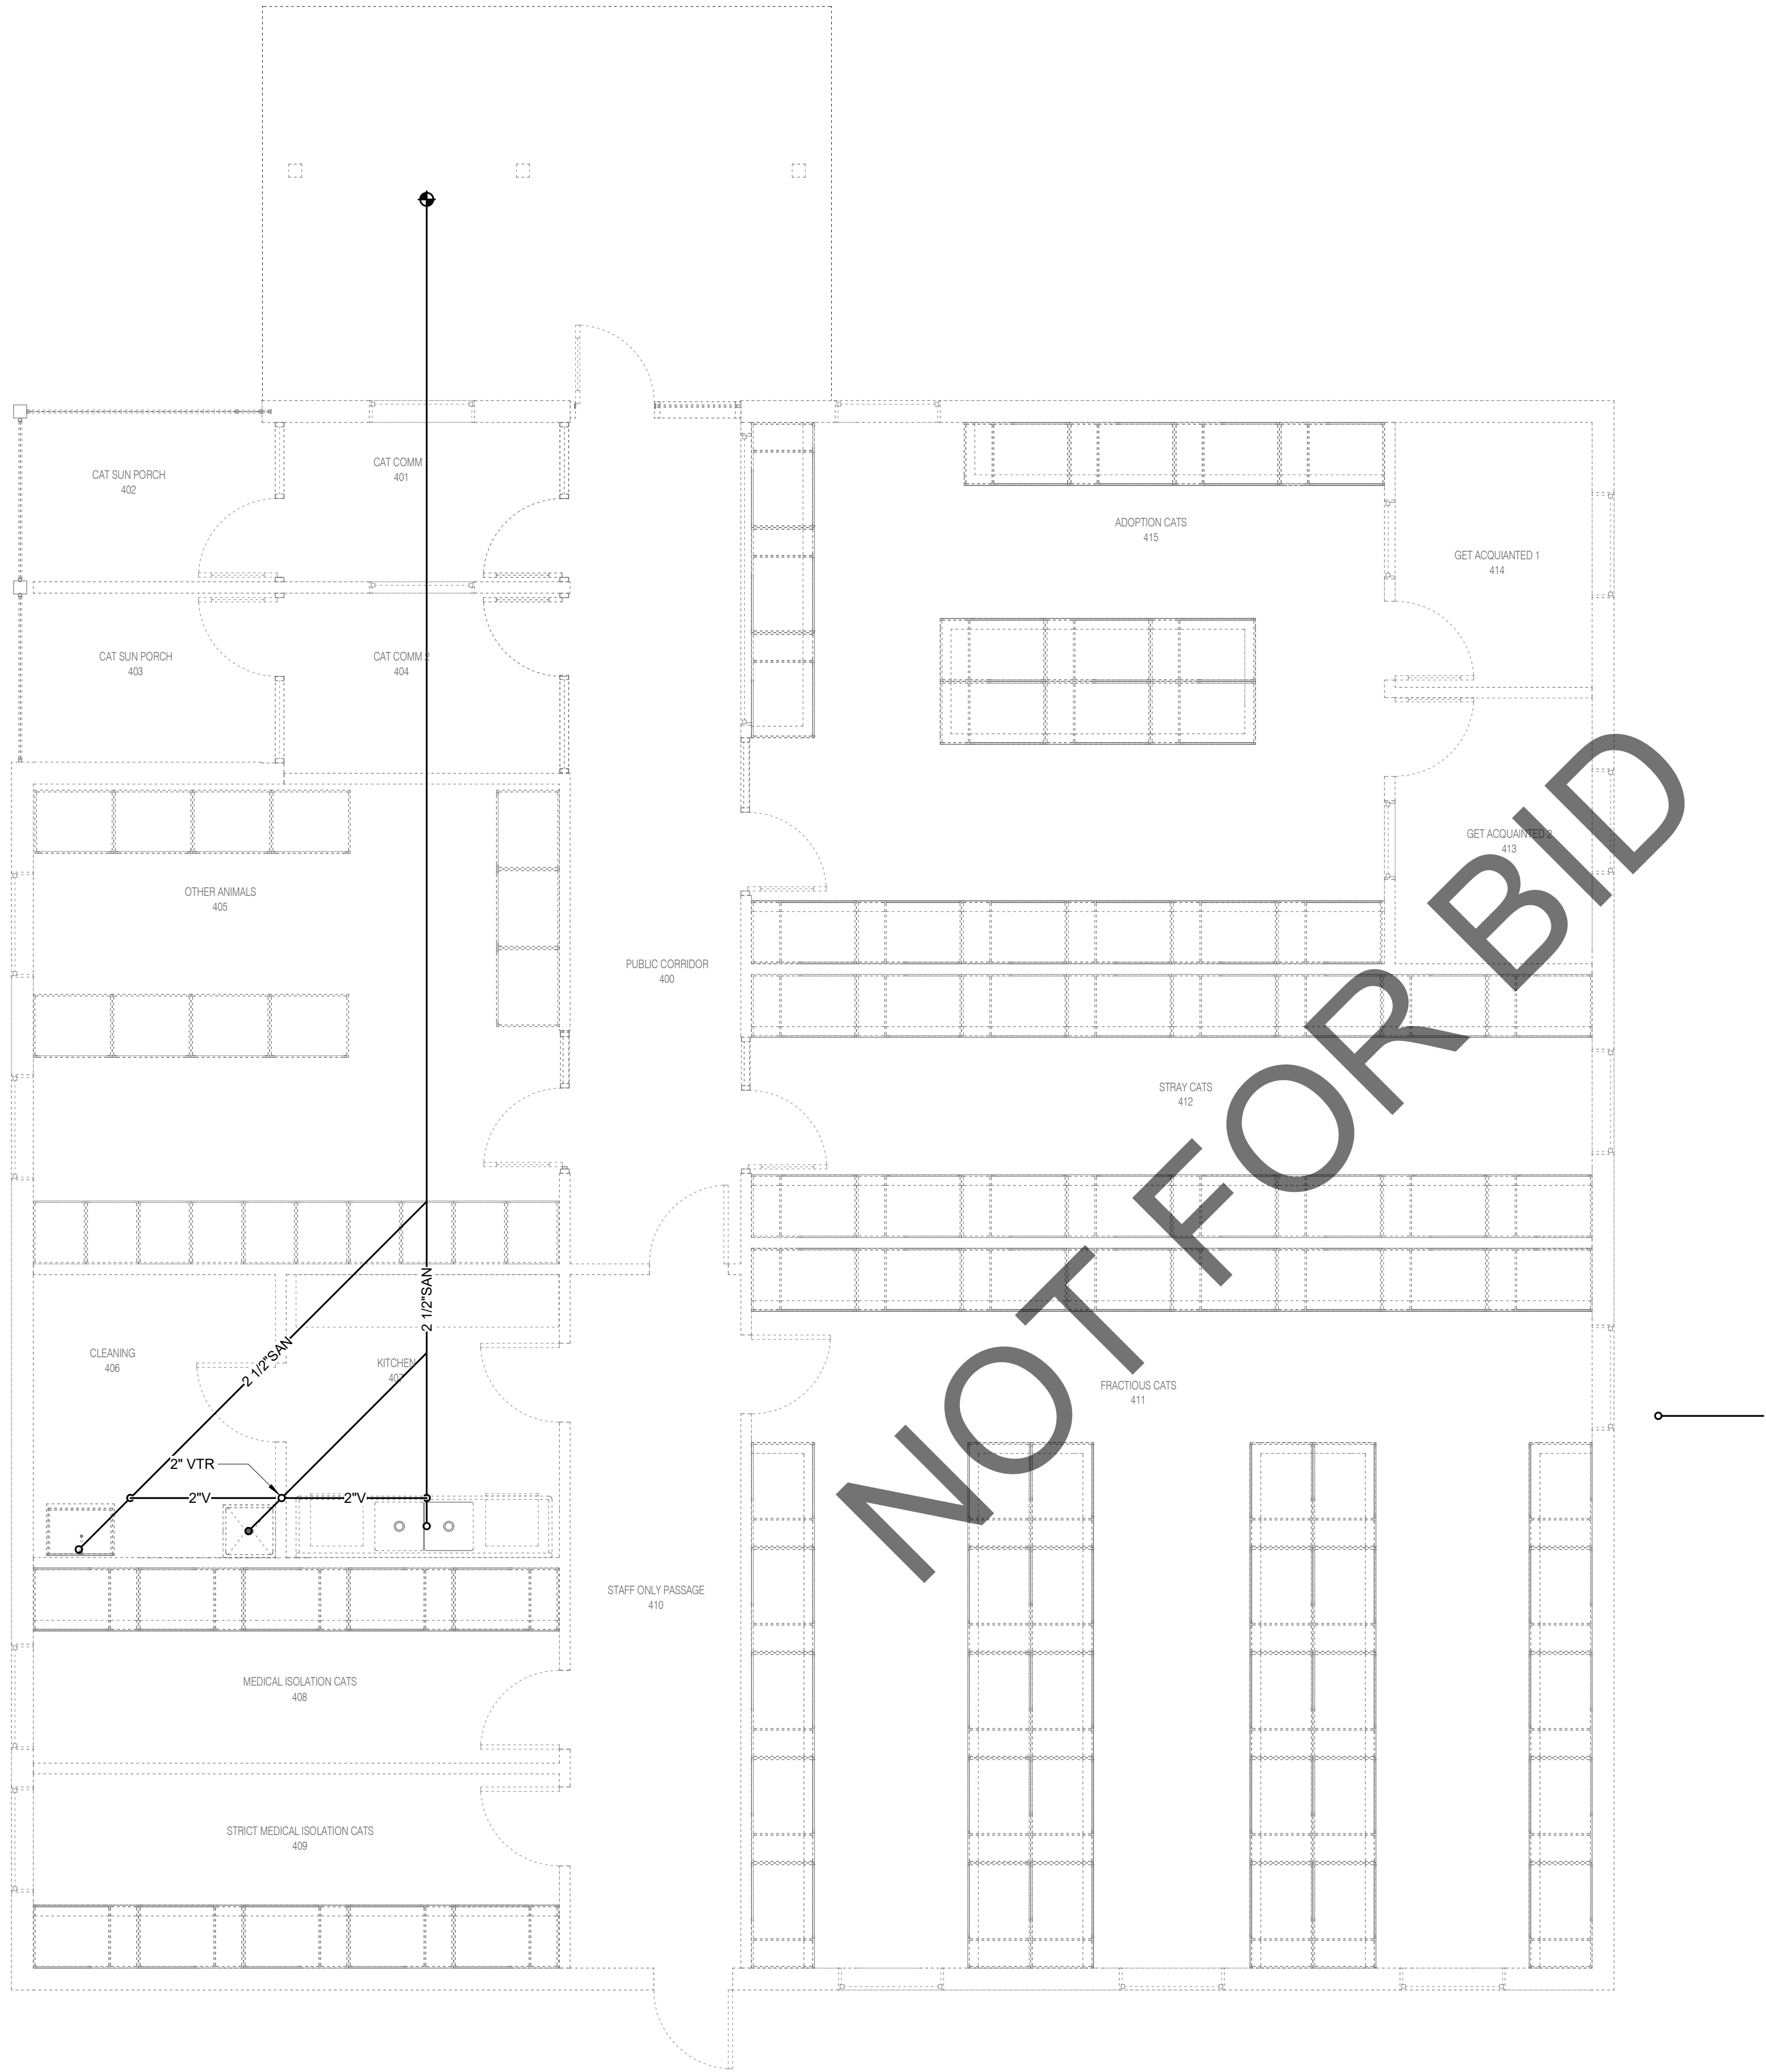 CAT SUN PORCH
402
CAT COMM
401
ADOPTION CATS
415
GET ACQUIANTED 1
414
CAT SUN PORCH
403
CAT COMM 2
404
GET ACQUAINTED 2
413
OTHER ANIMALS
405
PUBLIC CORRIDOR
400
STRAY CATS
412
2 1/2"SAN
2 1/2"SAN
CLEANING
406
KITCHEN
407
FRACTIOUS CATS
411
2" VTR
2"V
2"V
STAFF ONLY PASSAGE
410
MEDICAL ISOLATION CATS
408
STRICT MEDICAL ISOLATION CATS
409
NOT FOR BID